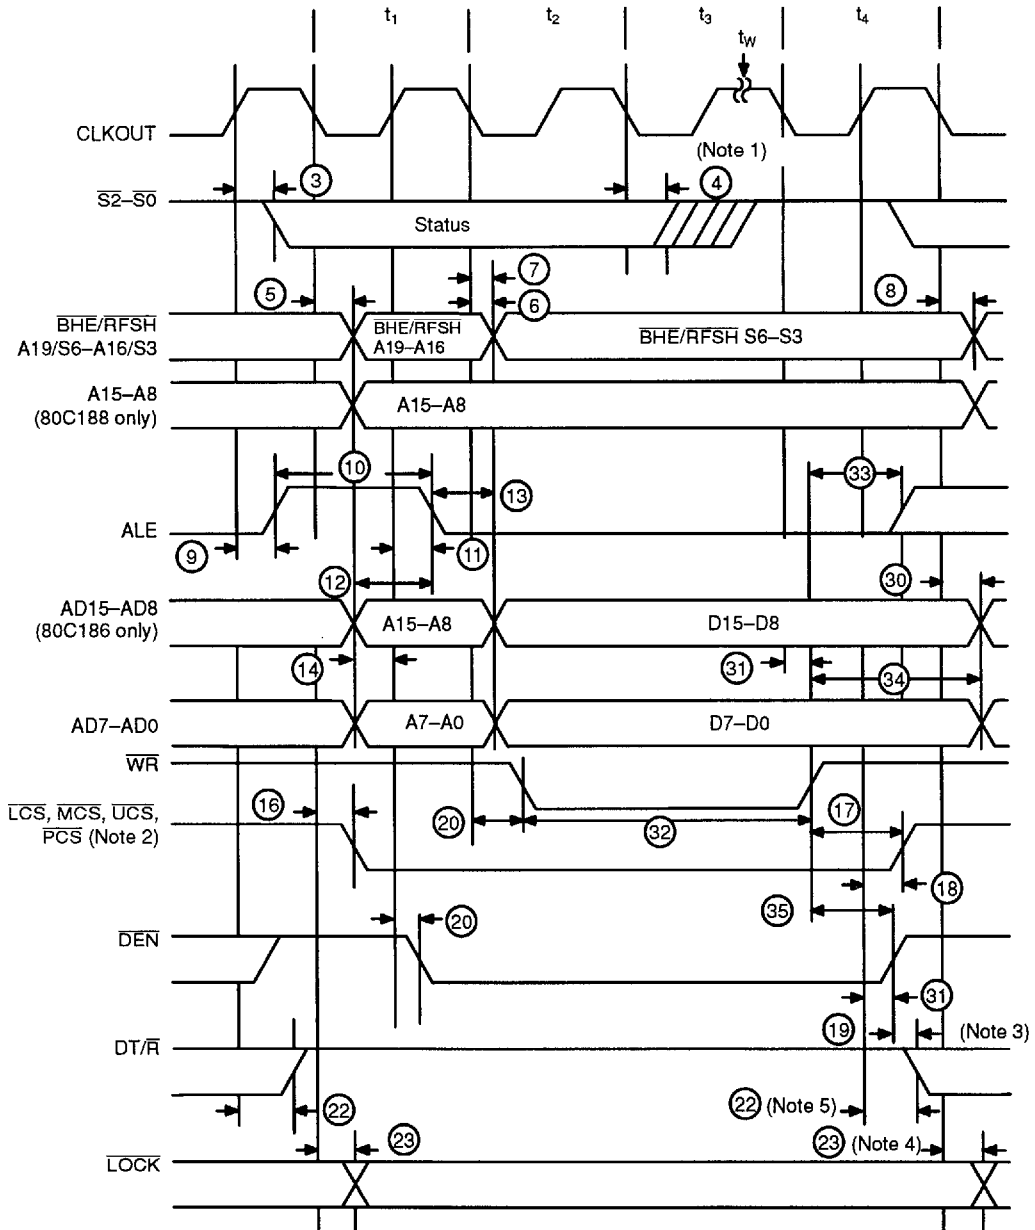 t1 t2 t3 t4
tW
CLKOUT
(Note 1)
3
4
S2–S0
Status
7
5
6
8
BHE/RFSH
A19/S6–A16/S3
BHE/RFSH
A19–A16
BHE/RFSH S6–S3
A15–A8
(80C188 only)
A15–A8
10
33
13
ALE
9
11
12
30
AD15–AD8
(80C186 only)
A15–A8
D15–D8
14
31
34
AD7–AD0
A7–A0
D7–D0
WR
16
20
32
17
LCS, MCS, UCS,
PCS (Note 2)
18
20
35
DEN
31
19
(Note 3)
DT/R
22
22 (Note 5)
23
23 (Note 4)
LOCK